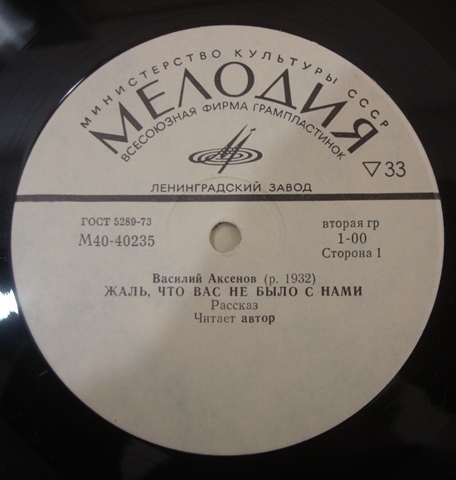 МИНИСТЕРСТВО КУЛЬТУРЫ СССР
МЕЛОДИЯ
ВСЕСОЮЗНАЯ ФИРМА ГРАМПЛАСТИНОК
▽33
ЛЕНИНГРАДСКИЙ ЗАВОД
ГОСТ 5289-73
М40-40235
вторая гр
1-00
Сторона 1
Василий Аксенов (р. 1932)
ЖАЛЬ, ЧТО ВАС НЕ БЫЛО С НАМИ
Рассказ
Читает автор